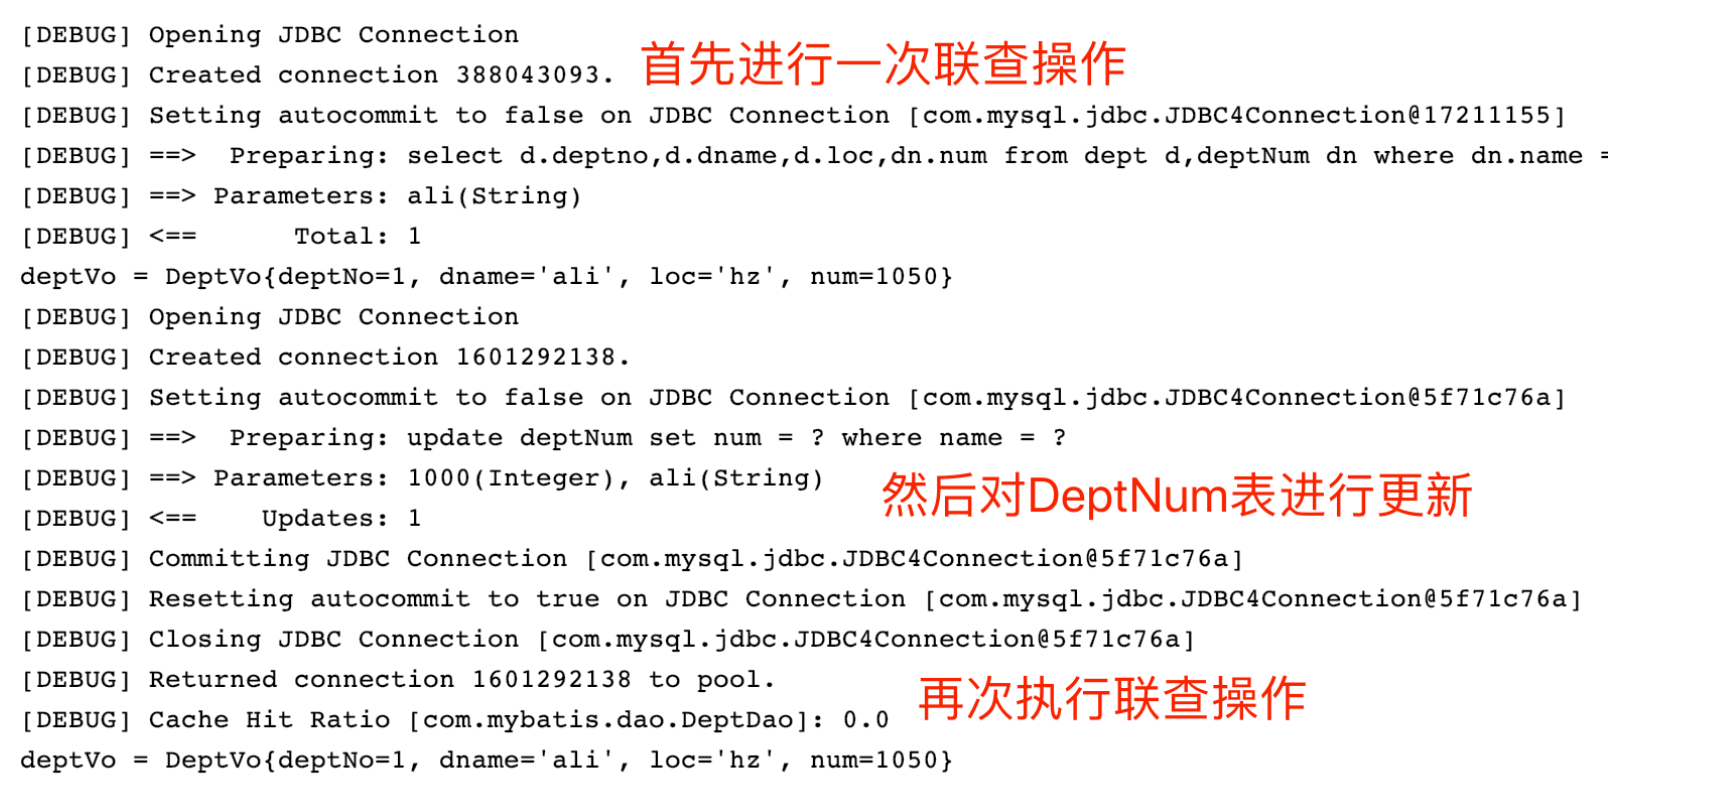 [DEBUG] Opening JDBC Connection
[DEBUG] Created connection 388043093.
首先进行一次联查操作
[DEBUG] Setting autocommit to false on JDBC Connection [com.mysql.jdbc.JDBC4Connection@17211155]
[DEBUG] ==>  Preparing: select d.deptno,d.dname,d.loc,dn.num from dept d,deptNum dn where dn.name =
[DEBUG] ==> Parameters: ali(String)
[DEBUG] <==      Total: 1
deptVo = DeptVo{deptNo=1, dname='ali', loc='hz', num=1050}
[DEBUG] Opening JDBC Connection
[DEBUG] Created connection 1601292138.
[DEBUG] Setting autocommit to false on JDBC Connection [com.mysql.jdbc.JDBC4Connection@5f71c76a]
[DEBUG] ==>  Preparing: update deptNum set num = ? where name = ?
[DEBUG] ==> Parameters: 1000(Integer), ali(String)
然后对DeptNum表进行更新
[DEBUG] <==    Updates: 1
[DEBUG] Committing JDBC Connection [com.mysql.jdbc.JDBC4Connection@5f71c76a]
[DEBUG] Resetting autocommit to true on JDBC Connection [com.mysql.jdbc.JDBC4Connection@5f71c76a]
[DEBUG] Closing JDBC Connection [com.mysql.jdbc.JDBC4Connection@5f71c76a]
[DEBUG] Returned connection 1601292138 to pool.
再次执行联查操作
[DEBUG] Cache Hit Ratio [com.mybatis.dao.DeptDao]: 0.0
deptVo = DeptVo{deptNo=1, dname='ali', loc='hz', num=1050}